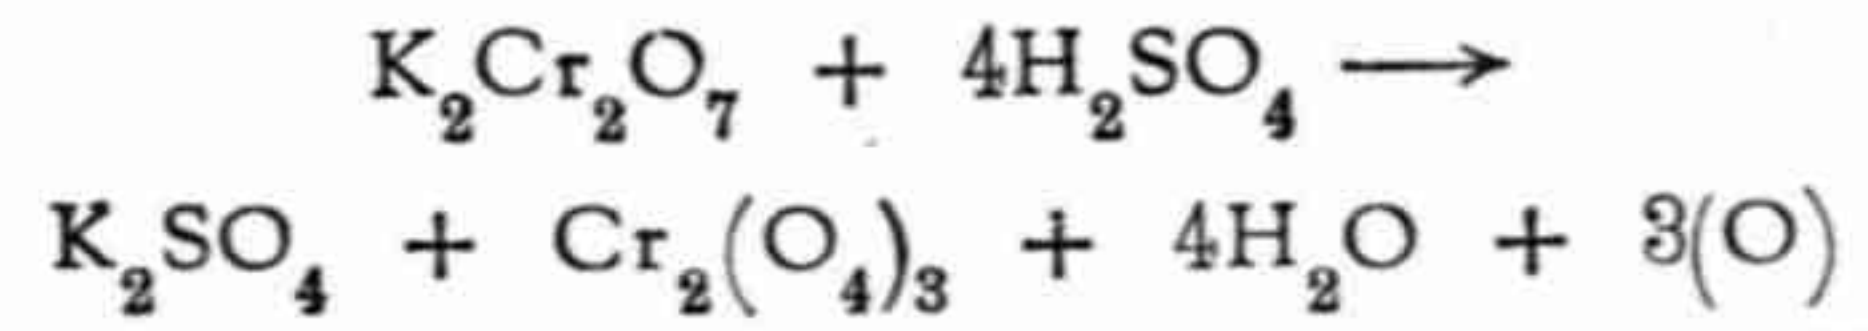 K₂Cr₂O₇ + 4H₂SO₄ ⟶
K₂SO₄ + Cr₂(O₄)₃ + 4H₂O + 3(O)